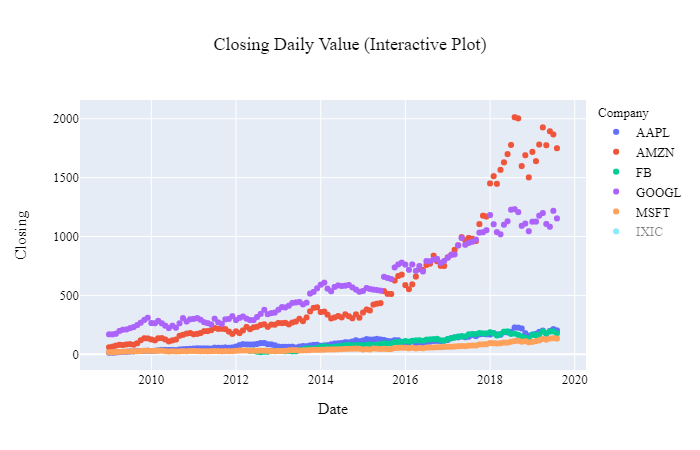 Closing Daily Value (Interactive Plot)
Company
AAPL
AMZN
FB
GOOGL
MSFT
IXIC
Closing
2000
1500
1000
500
0
2010
2012
2014
2016
2018
2020
Date